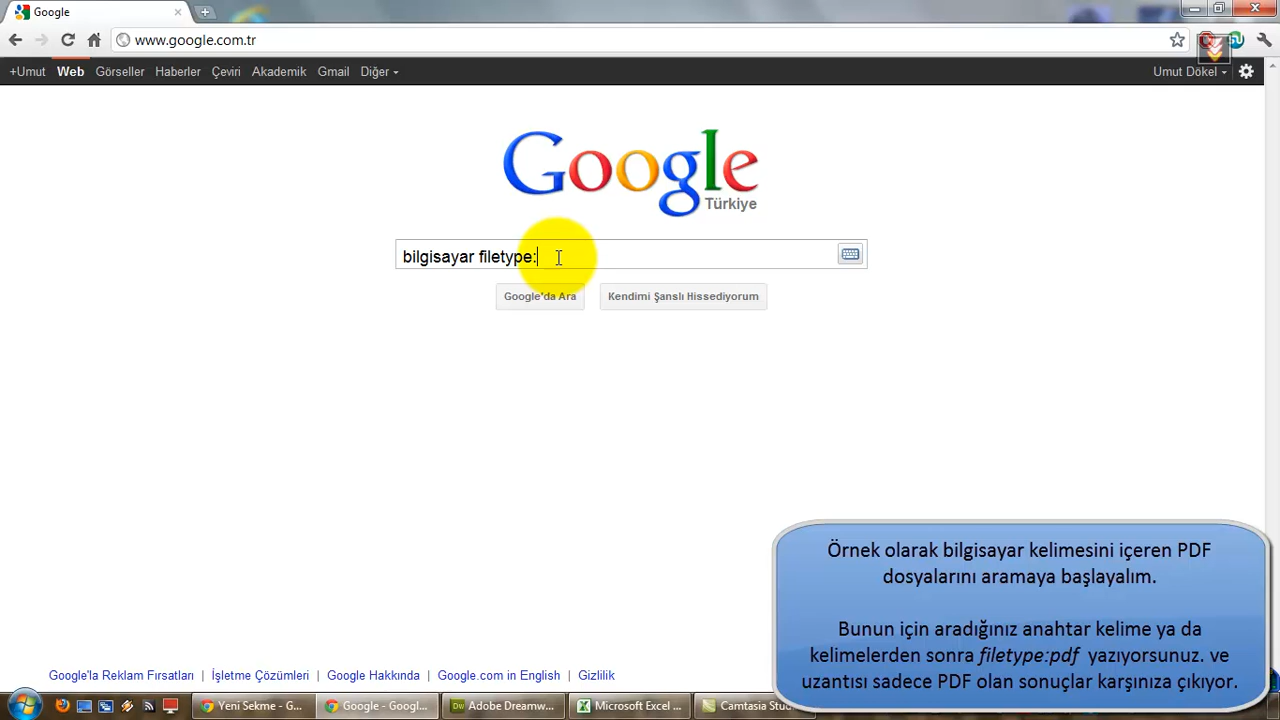 Google
www.google.com.tr
+Umut Web Görseller Haberler Çeviri Akademik Gmail Diğer Umut Dökel
Google
Türkiye
bilgisayar filetype:
Google'da Ara Kendimi Şanslı Hissediyorum
Örnek olarak bilgisayar kelimesini içeren PDF
dosyalarını aramaya başlayalım.
Bunun için aradığınız anahtar kelime ya da
kelimelerden sonra filetype:pdf yazıyorsunuz. ve
uzantısı sadece PDF olan sonuçlar karşınıza çıkıyor.
Google'la Reklam Fırsatları İşletme Çözümleri Google Hakkında Google.com in English Gizlilik
Yeni Sekme - G... Google - Googl... Adobe Dreamw... Microsoft Excel ... Camtasia Stud